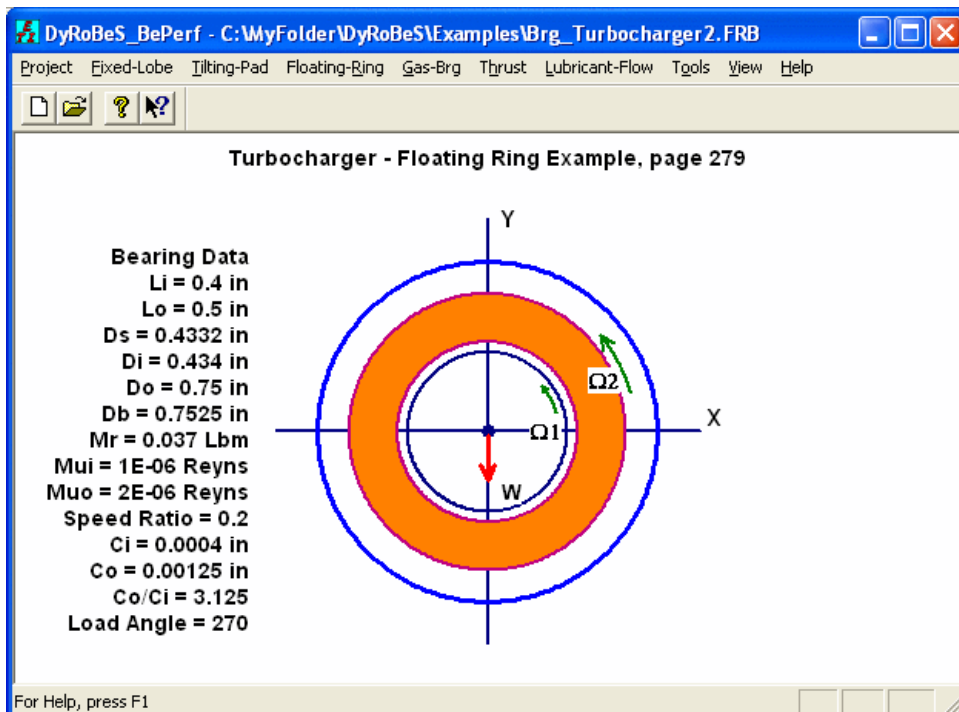 DyRoBeS_BePerf - C:\MyFolder\DyRoBeS\Examples\Brg_Turbocharger2.FRB
Project Fixed-Lobe Tilting-Pad Floating-Ring Gas-Brg Thrust Lubricant-Flow Tools View Help
Turbocharger - Floating Ring Example, page 279
Y
Bearing Data
Li = 0.4 in
Lo = 0.5 in
Ds = 0.4332 in
Di = 0.434 in
Do = 0.75 in
Db = 0.7525 in
Mr = 0.037 Lbm
Mui = 1E-06 Reyns
Muo = 2E-06 Reyns
Speed Ratio = 0.2
Ci = 0.0004 in
Co = 0.00125 in
Co/Ci = 3.125
Load Angle = 270
Ω2
X
Ω1
W
For Help, press F1